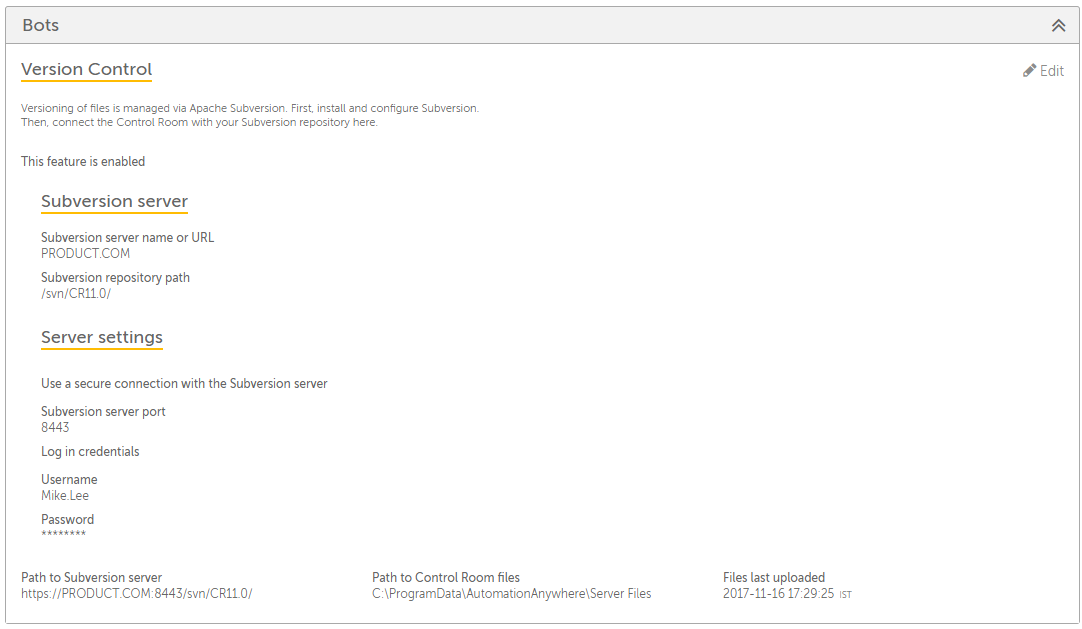 Bots
Version Control
Edit
Versioning of files is managed via Apache Subversion. First, install and configure Subversion.
Then, connect the Control Room with your Subversion repository here.
This feature is enabled
Subversion server
Subversion server name or URL
PRODUCT.COM
Subversion repository path
/svn/CR11.0/
Server settings
Use a secure connection with the Subversion server
Subversion server port
8443
Log in credentials
Username
Mike.Lee
Password
********
Path to Subversion server
https://PRODUCT.COM:8443/svn/CR11.0/
Path to Control Room files
C:\ProgramData\AutomationAnywhere\Server Files
Files last uploaded
2017-11-16 17:29:25 IST